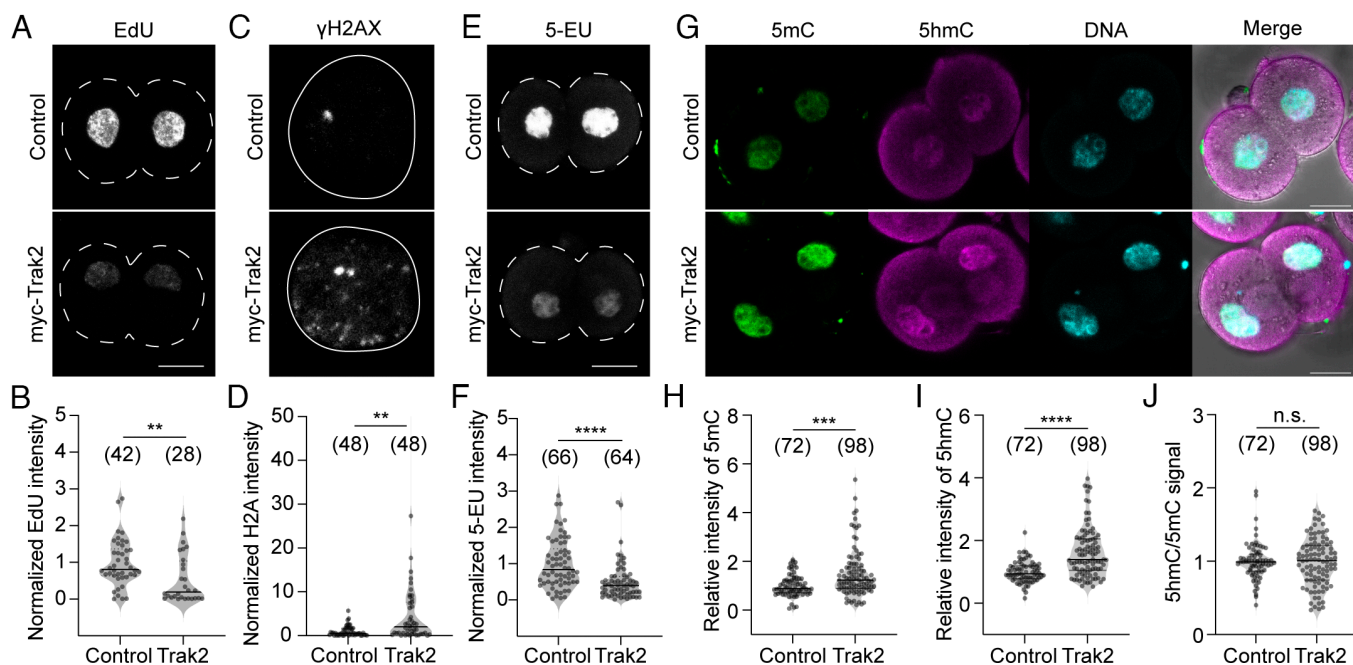 A EdU C γH2AX E 5-EU G 5mC 5hmC DNA Merge
Control Control Control Control
myc-Trak2 myc-Trak2 myc-Trak2 myc-Trak2
B
Normalized EdU intensity
5
4
3
2
1
0
**
(42) (28)
Control Trak2
D
Normalized H2A intensity
50
40
30
20
10
0
**
(48) (48)
Control Trak2
F
Normalized 5-EU intensity
5
4
3
2
1
0
****
(66) (64)
Control Trak2
H
Relative intensity of 5mC
8
6
4
2
0
***
(72) (98)
Control Trak2
I
Relative intensity of 5hmC
6
4
2
0
****
(72) (98)
Control Trak2
J
5hmC/5mC signal
3
2
1
0
n.s.
(72) (98)
Control Trak2